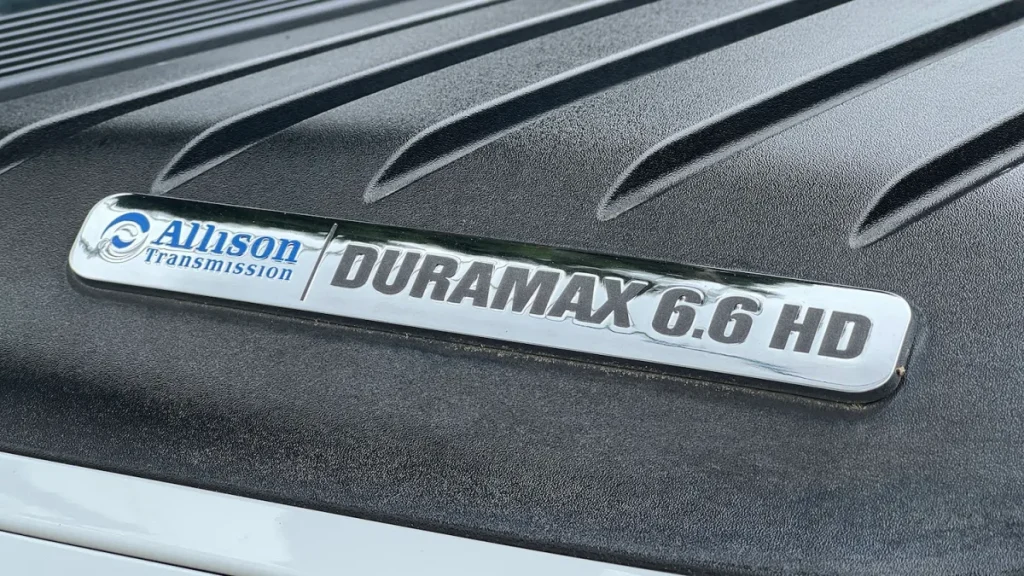 Allison
Transmission
DURAMAX 6.6 HD